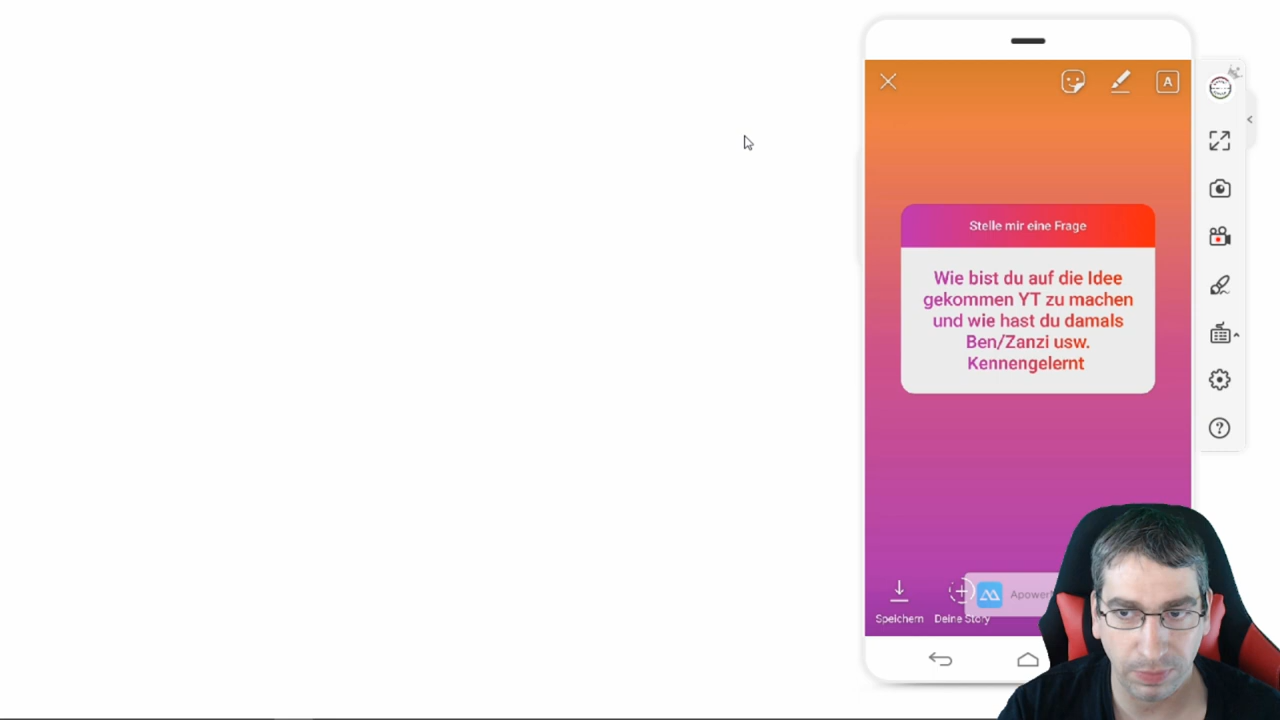 A
Stelle mir eine Frage
Wie bist du auf die Idee
gekommen YT zu machen
und wie hast du damals
Ben/Zanzi usw.
Kennengelernt
Speichern
Deine Story